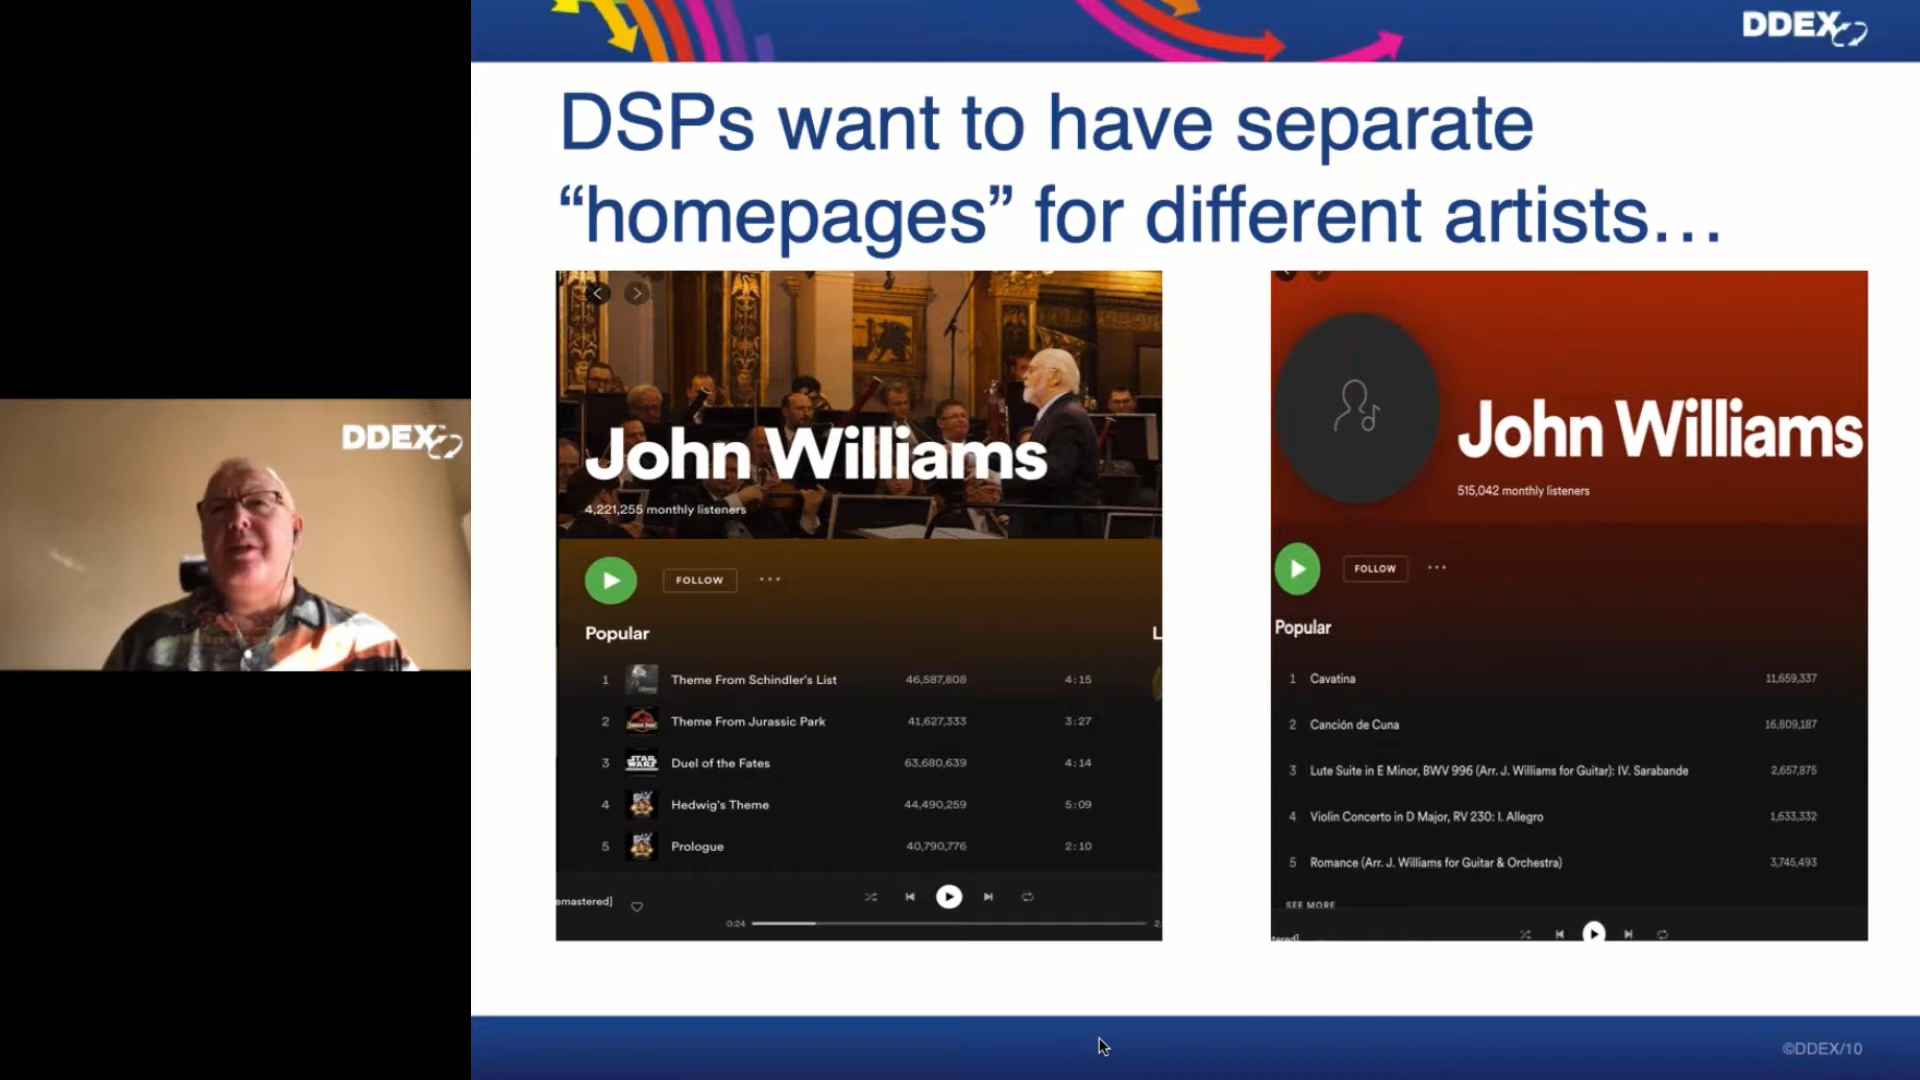 DDEX
DDEX
DSPs want to have separate
“homepages” for different artists…
John Williams
4,221,255 monthly listeners
FOLLOW
Popular
L
1 Theme From Schindler's List 46,587,808 4:15
2 Theme From Jurassic Park 41,627,333 3:27
STAR WARS
3 Duel of the Fates 63,680,639 4:14
4 Hedwig's Theme 44,490,259 5:09
5 Prologue 40,790,776 2:10
emastered]
0:24 2:
John Williams
515,042 monthly listeners
FOLLOW
Popular
1 Cavatina 11,659,337
2 Canción de Cuna 16,809,187
3 Lute Suite in E Minor, BWV 996 (Arr. J. Williams for Guitar): IV. Sarabande 2,657,875
4 Violin Concerto in D Major, RV 230: I. Allegro 1,633,332
5 Romance (Arr. J. Williams for Guitar & Orchestra) 3,745,493
SEE MORE
tered]
©DDEX/10